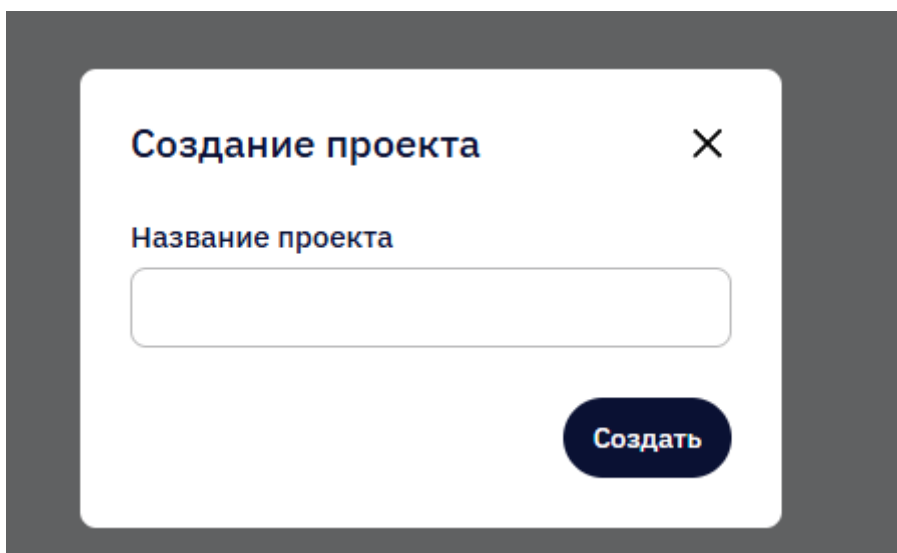 Создание проекта
Название проекта
Создать